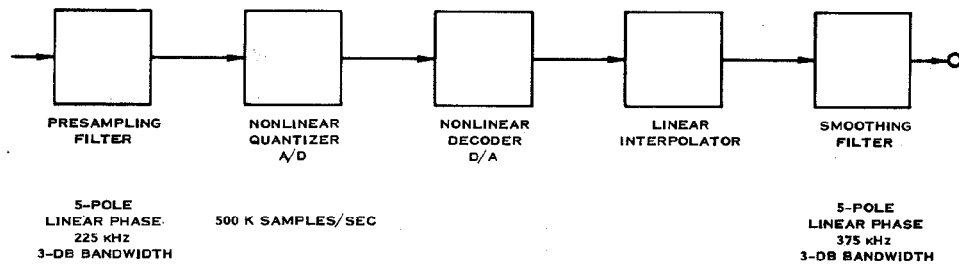 PRESAMPLING
FILTER
NONLINEAR
QUANTIZER
A/D
NONLINEAR
DECODER
D/A
LINEAR
INTERPOLATOR
SMOOTHING
FILTER
5-POLE
LINEAR PHASE
225 KHz
3-DB BANDWIDTH
500 K SAMPLES/SEC
5-POLE
LINEAR PHASE
375 KHz
3-DB BANDWIDTH